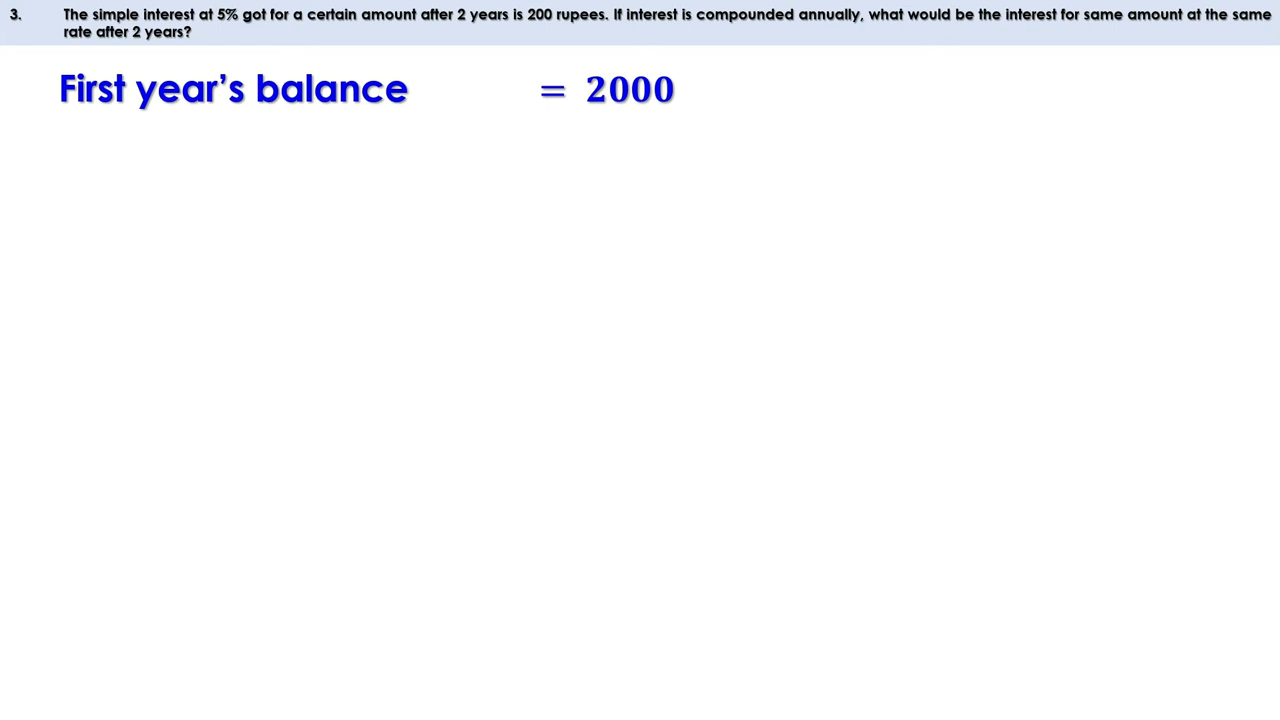 3. The simple interest at 5% got for a certain amount after 2 years is 200 rupees. If interest is compounded annually, what would be the interest for same amount at the same
rate after 2 years?
First year’s balance = 2000